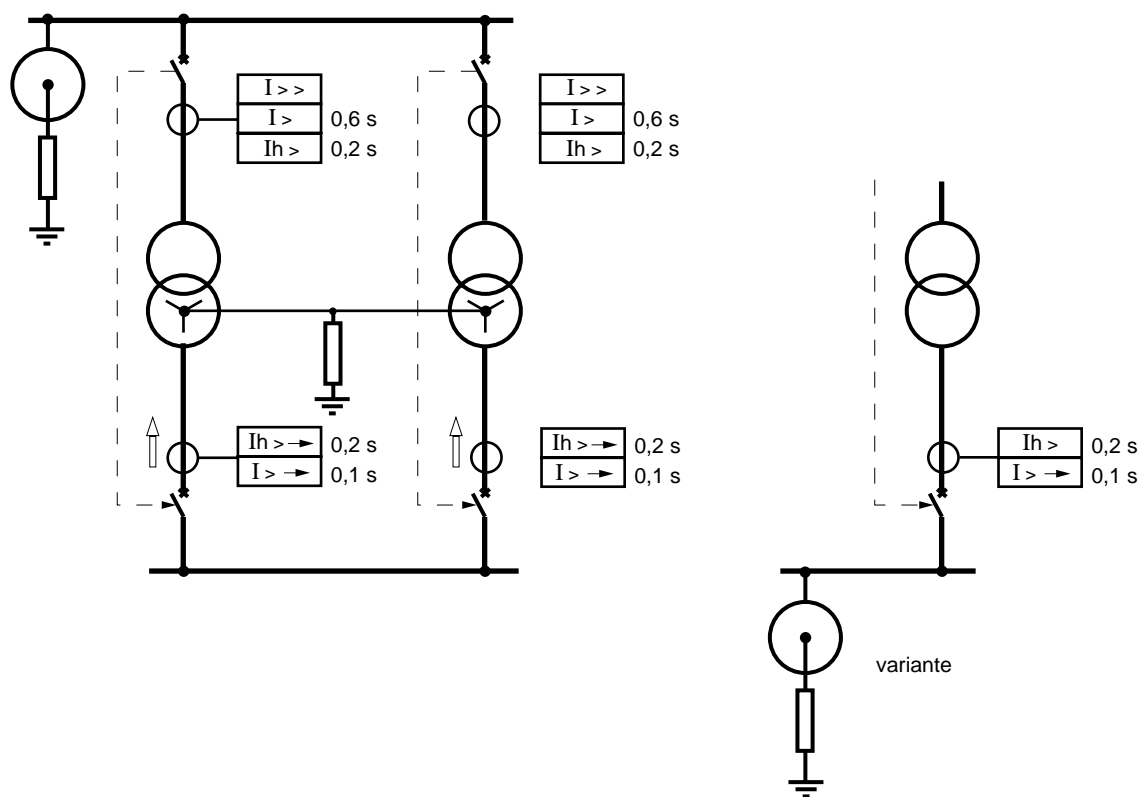 I > >
I > 0,6 s
Ih > 0,2 s
I > >
I > 0,6 s
Ih > 0,2 s
Ih > → 0,2 s
I > → 0,1 s
Ih > → 0,2 s
I > → 0,1 s
Ih > 0,2 s
I > → 0,1 s
variante